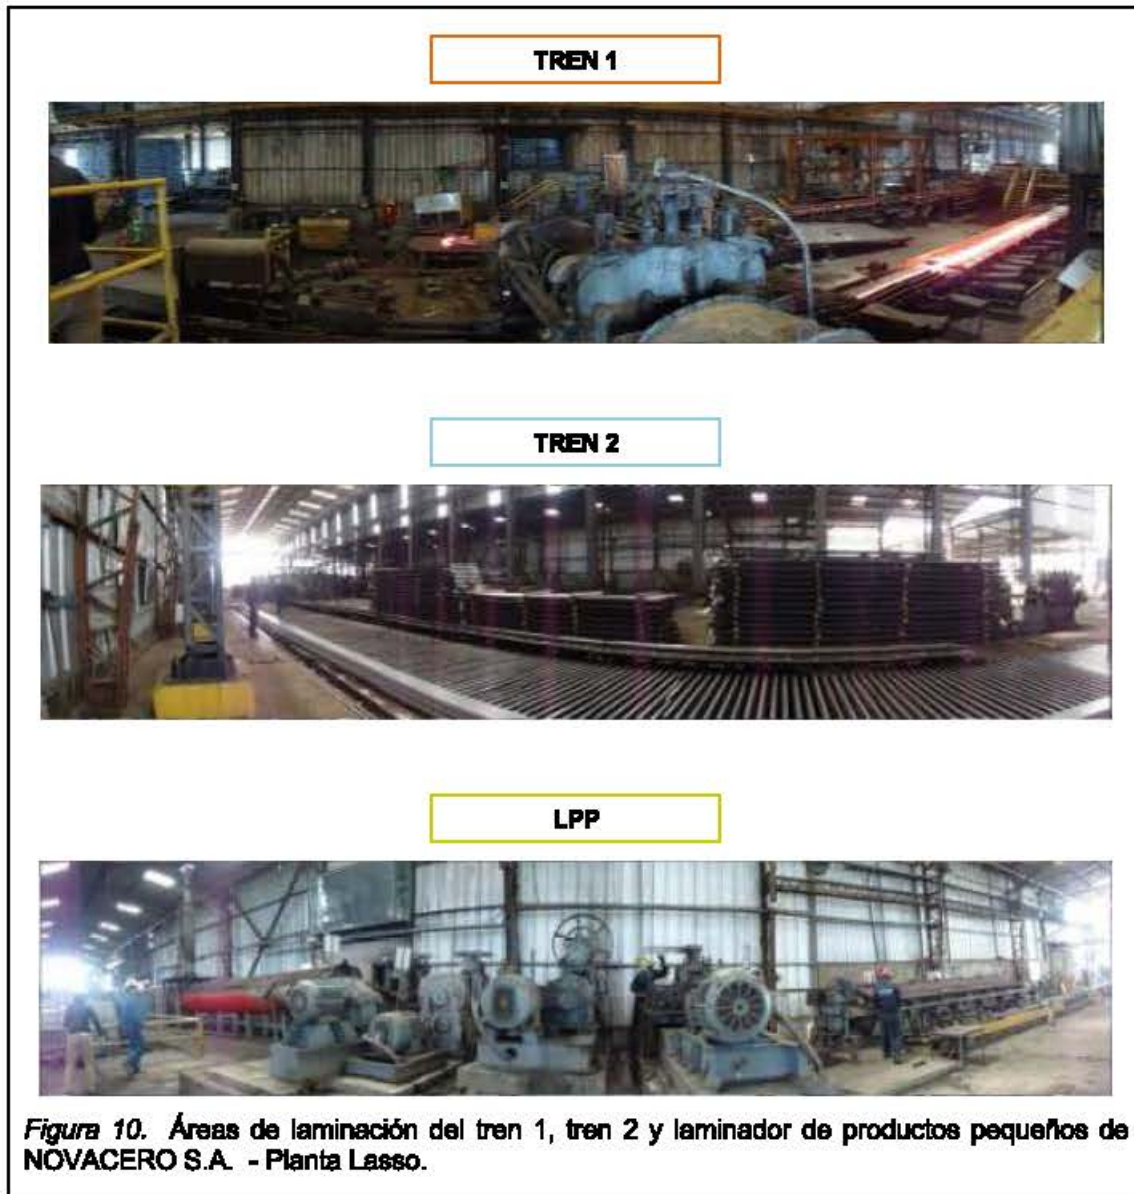 TREN 1
TREN 2
LPP
Figura 10. Áreas de laminación del tren 1, tren 2 y laminador de productos pequeños de
NOVACERO S.A. - Planta Lasso.